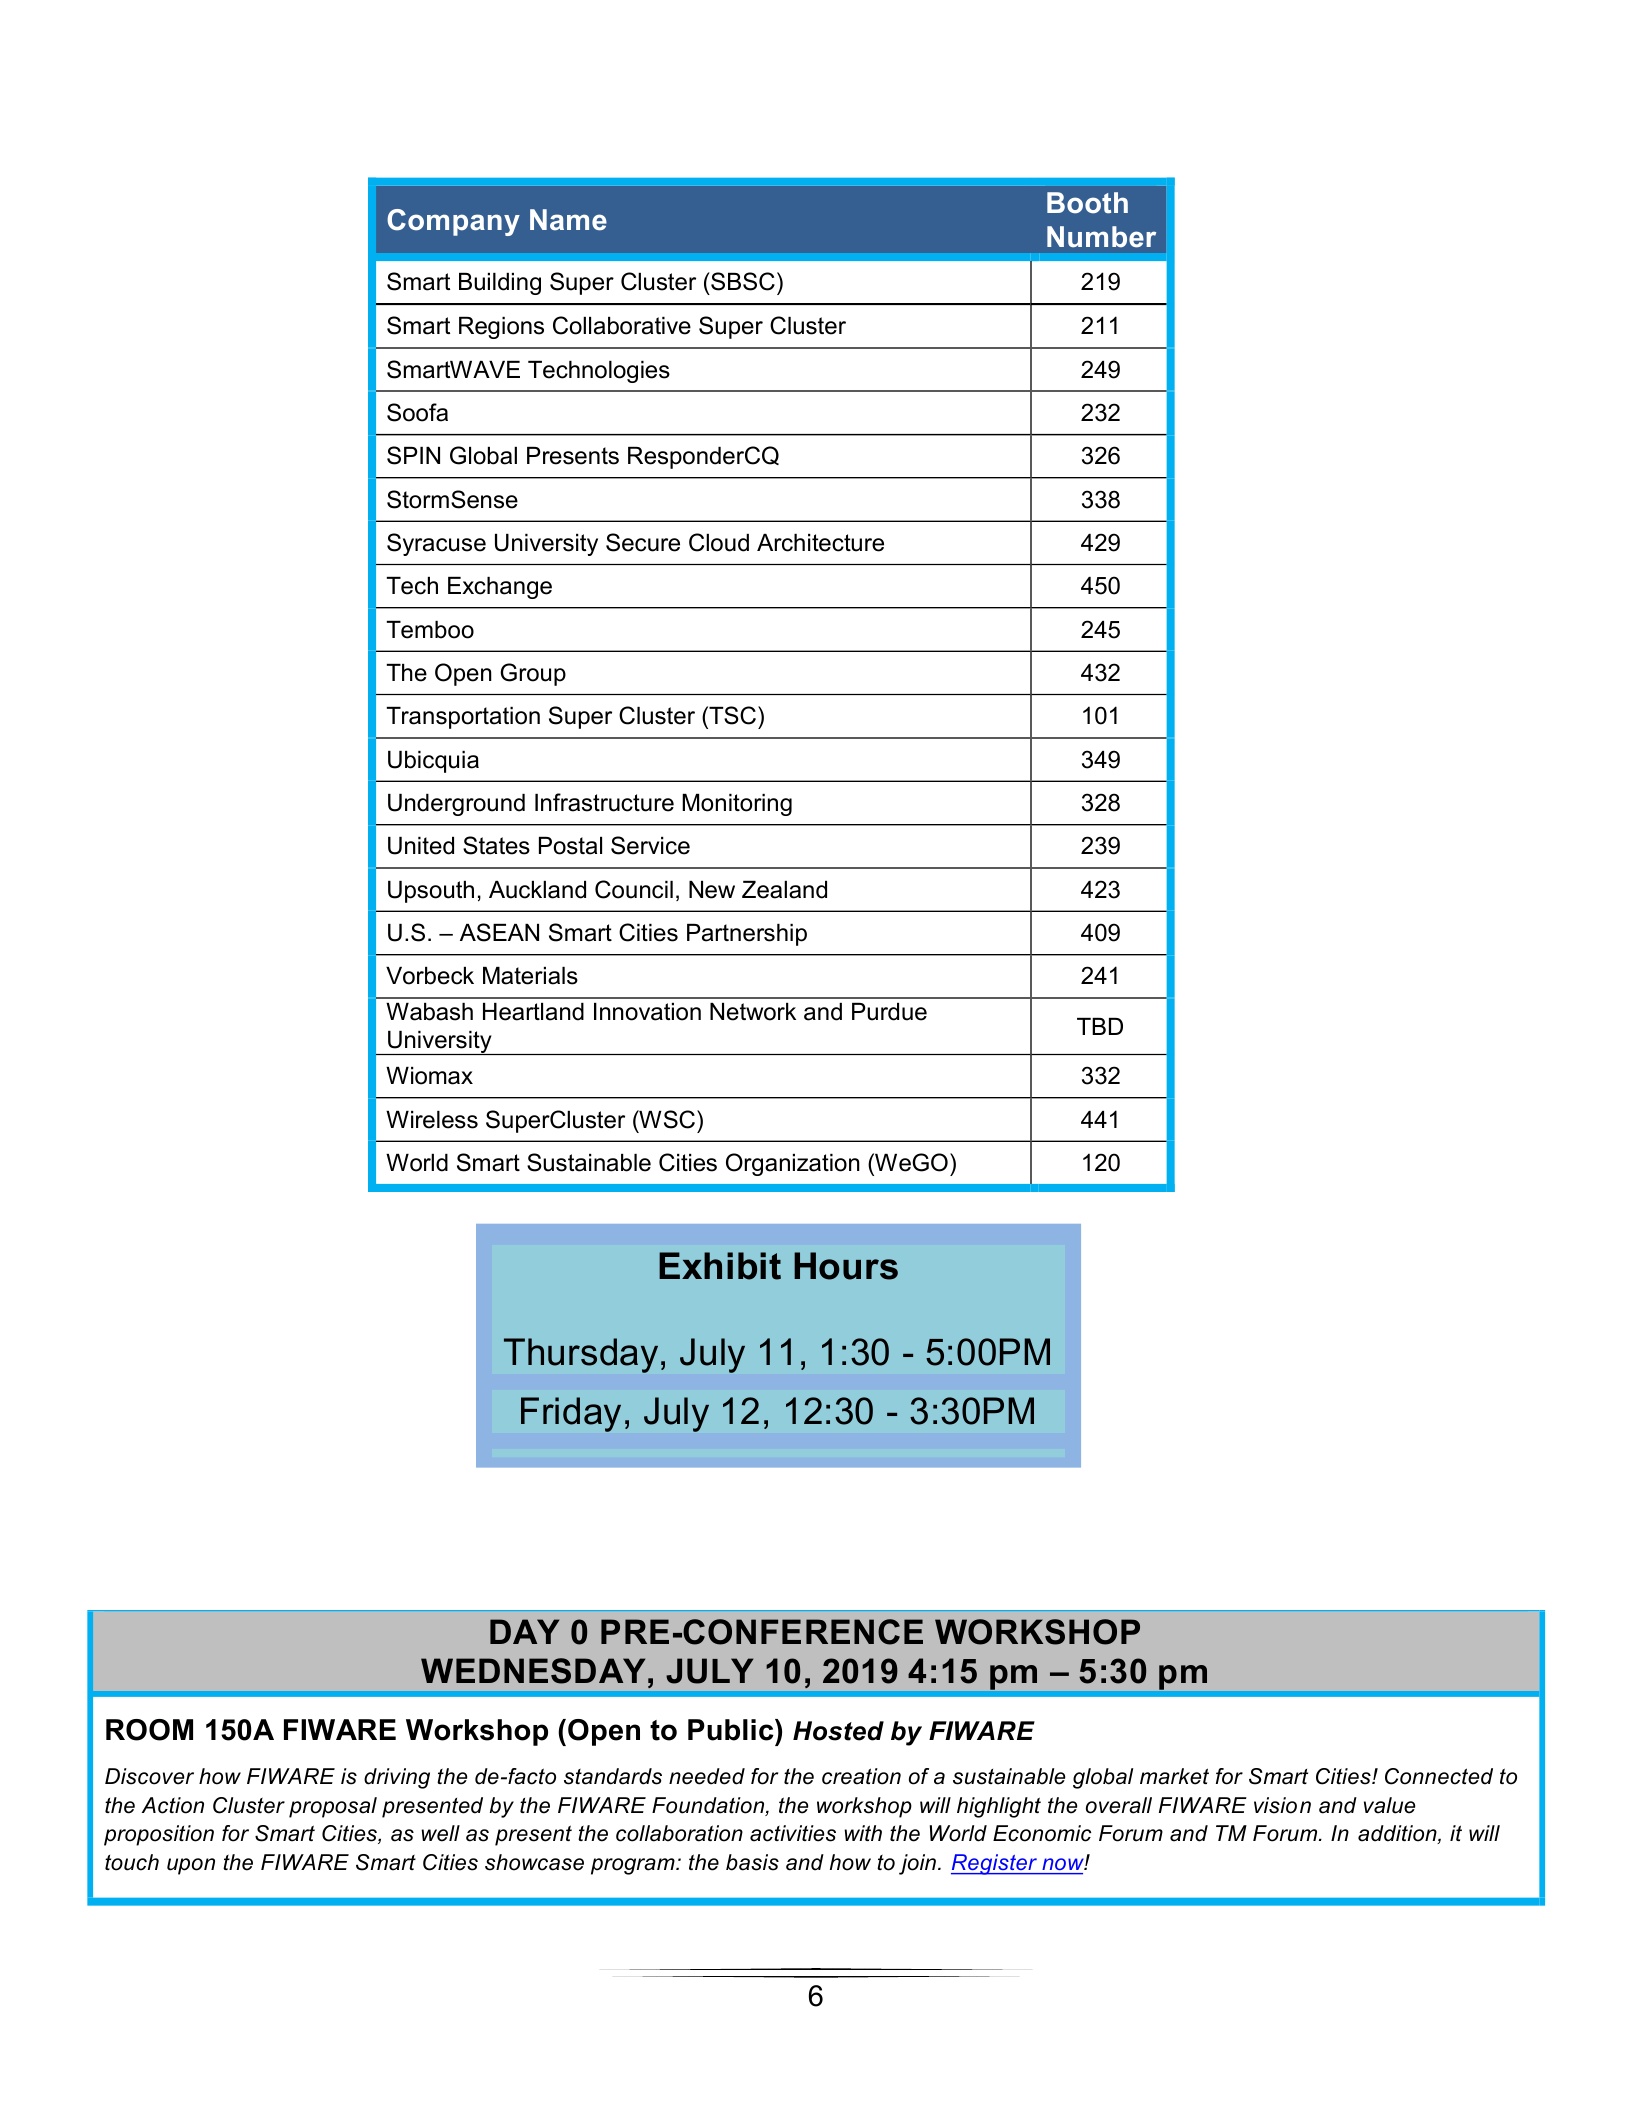 Company Name Booth Number
Smart Building Super Cluster (SBSC) 219
Smart Regions Collaborative Super Cluster 211
SmartWAVE Technologies 249
Soofa 232
SPIN Global Presents ResponderCQ 326
StormSense 338
Syracuse University Secure Cloud Architecture 429
Tech Exchange 450
Temboo 245
The Open Group 432
Transportation Super Cluster (TSC) 101
Ubicquia 349
Underground Infrastructure Monitoring 328
United States Postal Service 239
Upsouth, Auckland Council, New Zealand 423
U.S. – ASEAN Smart Cities Partnership 409
Vorbeck Materials 241
Wabash Heartland Innovation Network and Purdue
University TBD
Wiomax 332
Wireless SuperCluster (WSC) 441
World Smart Sustainable Cities Organization (WeGO) 120
Exhibit Hours
Thursday, July 11, 1:30 - 5:00PM
Friday, July 12, 12:30 - 3:30PM
DAY 0 PRE-CONFERENCE WORKSHOP
WEDNESDAY, JULY 10, 2019 4:15 pm – 5:30 pm
ROOM 150A FIWARE Workshop (Open to Public) Hosted by FIWARE
Discover how FIWARE is driving the de-facto standards needed for the creation of a sustainable global market for Smart Cities! Connected to
the Action Cluster proposal presented by the FIWARE Foundation, the workshop will highlight the overall FIWARE vision and value
proposition for Smart Cities, as well as present the collaboration activities with the World Economic Forum and TM Forum. In addition, it will
touch upon the FIWARE Smart Cities showcase program: the basis and how to join. Register now!
6